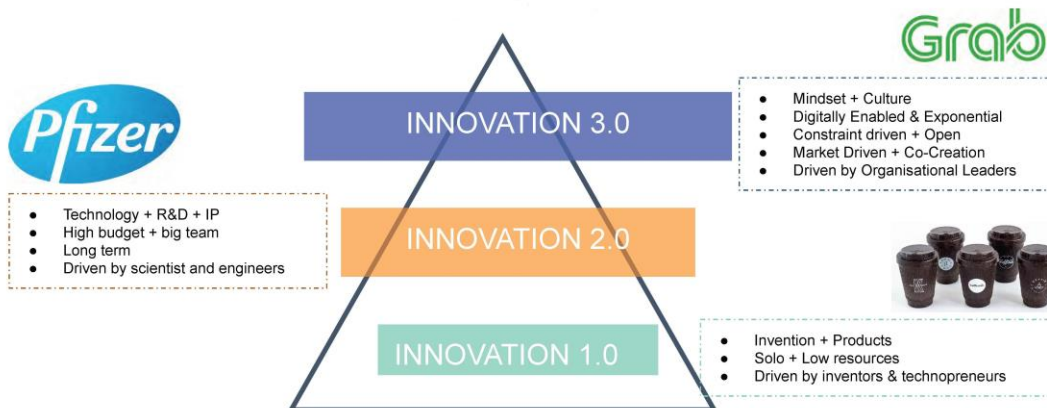 Grab
Pfizer
INNOVATION 3.0
● Mindset + Culture
● Digitally Enabled & Exponential
● Constraint driven + Open
● Market Driven + Co-Creation
● Driven by Organisational Leaders
INNOVATION 2.0
● Technology + R&D + IP
● High budget + big team
● Long term
● Driven by scientist and engineers
INNOVATION 1.0
● Invention + Products
● Solo + Low resources
● Driven by inventors & technopreneurs